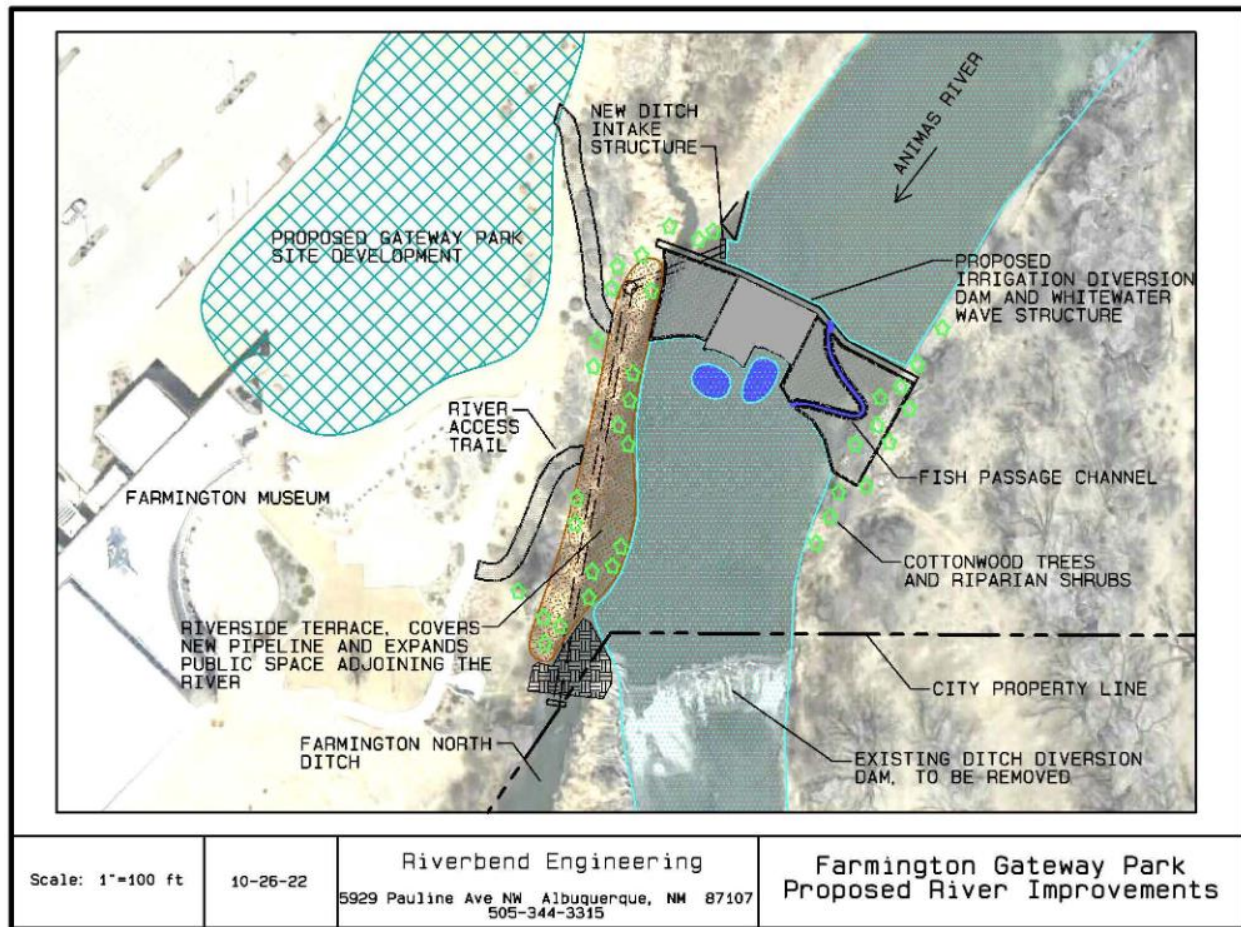 NEW DITCH
INTAKE
STRUCTURE
ANIMAS RIVER
PROPOSED GATEWAY PARK
SITE DEVELOPMENT
PROPOSED
IRRIGATION DIVERSION
DAM AND WHITEWATER
WAVE STRUCTURE
RIVER
ACCESS
TRAIL
FARMINGTON MUSEUM
FISH PASSAGE CHANNEL
COTTONWOOD TREES
AND RIPARIAN SHRUBS
RIVERSIDE TERRACE, COVERS
NEW PIPELINE AND EXPANDS
PUBLIC SPACE ADJOINING THE
RIVER
CITY PROPERTY LINE
FARMINGTON NORTH
DITCH
EXISTING DITCH DIVERSION
DAM, TO BE REMOVED
Scale: 1"=100 ft
10-26-22
Riverbend Engineering
5929 Pauline Ave NW Albuquerque, NM 87107
505-344-3315
Farmington Gateway Park
Proposed River Improvements